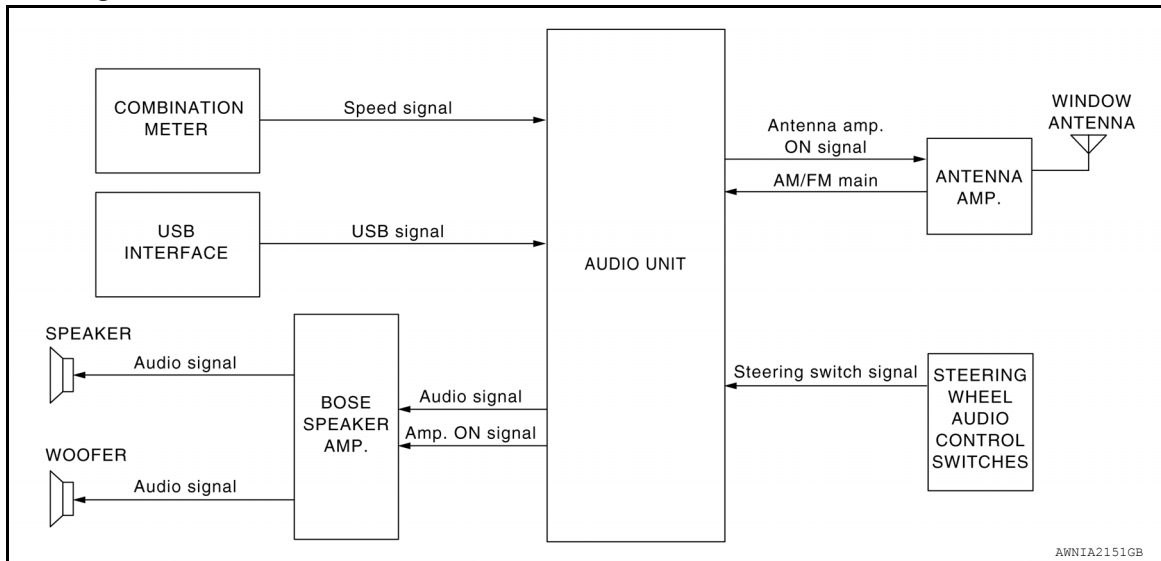 COMBINATION
METER
Speed signal
USB
INTERFACE
USB signal
SPEAKER
Audio signal
WOOFER
Audio signal
BOSE
SPEAKER
AMP.
Audio signal
Amp. ON signal
AUDIO UNIT
Antenna amp.
ON signal
AM/FM main
ANTENNA
AMP.
WINDOW
ANTENNA
Steering switch signal
STEERING
WHEEL
AUDIO
CONTROL
SWITCHES
AWNIA2151GB